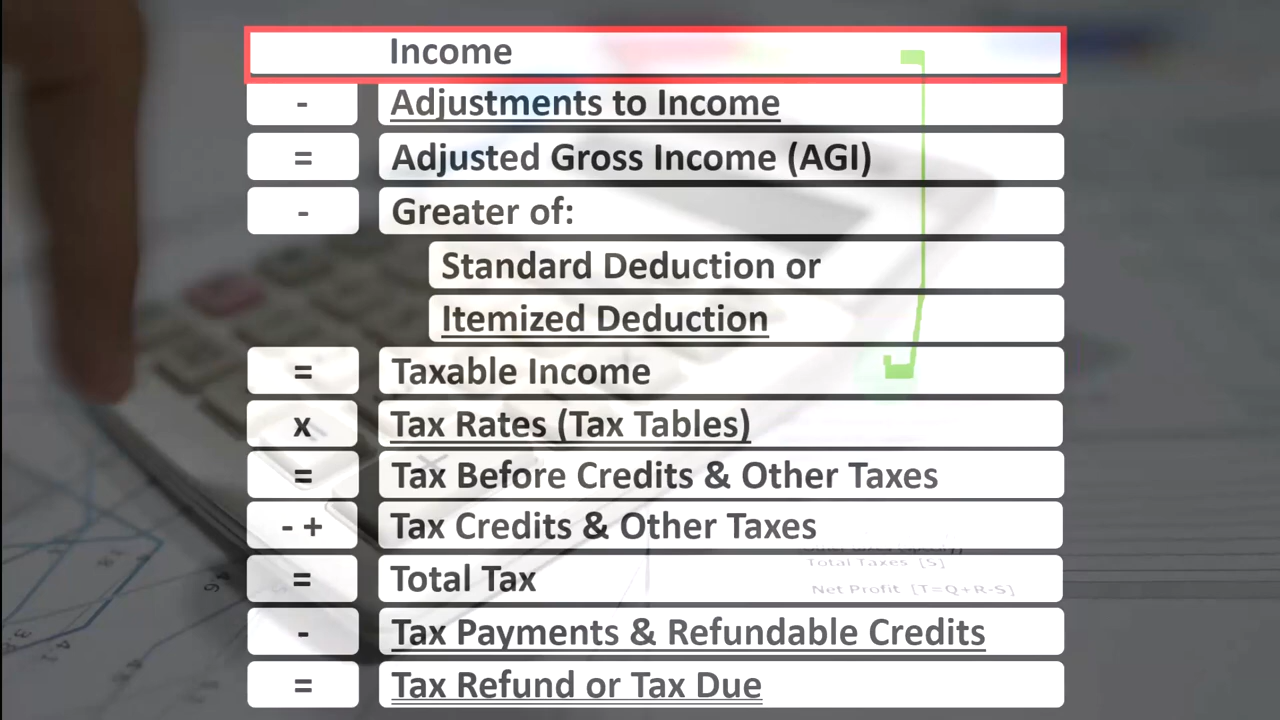 Income
- Adjustments to Income
= Adjusted Gross Income (AGI)
- Greater of:
Standard Deduction or
Itemized Deduction
= Taxable Income
x Tax Rates (Tax Tables)
= Tax Before Credits & Other Taxes
- + Tax Credits & Other Taxes
= Total Tax
Total Taxes [S]
Net Profit [T=Q+R-S]
- Tax Payments & Refundable Credits
= Tax Refund or Tax Due